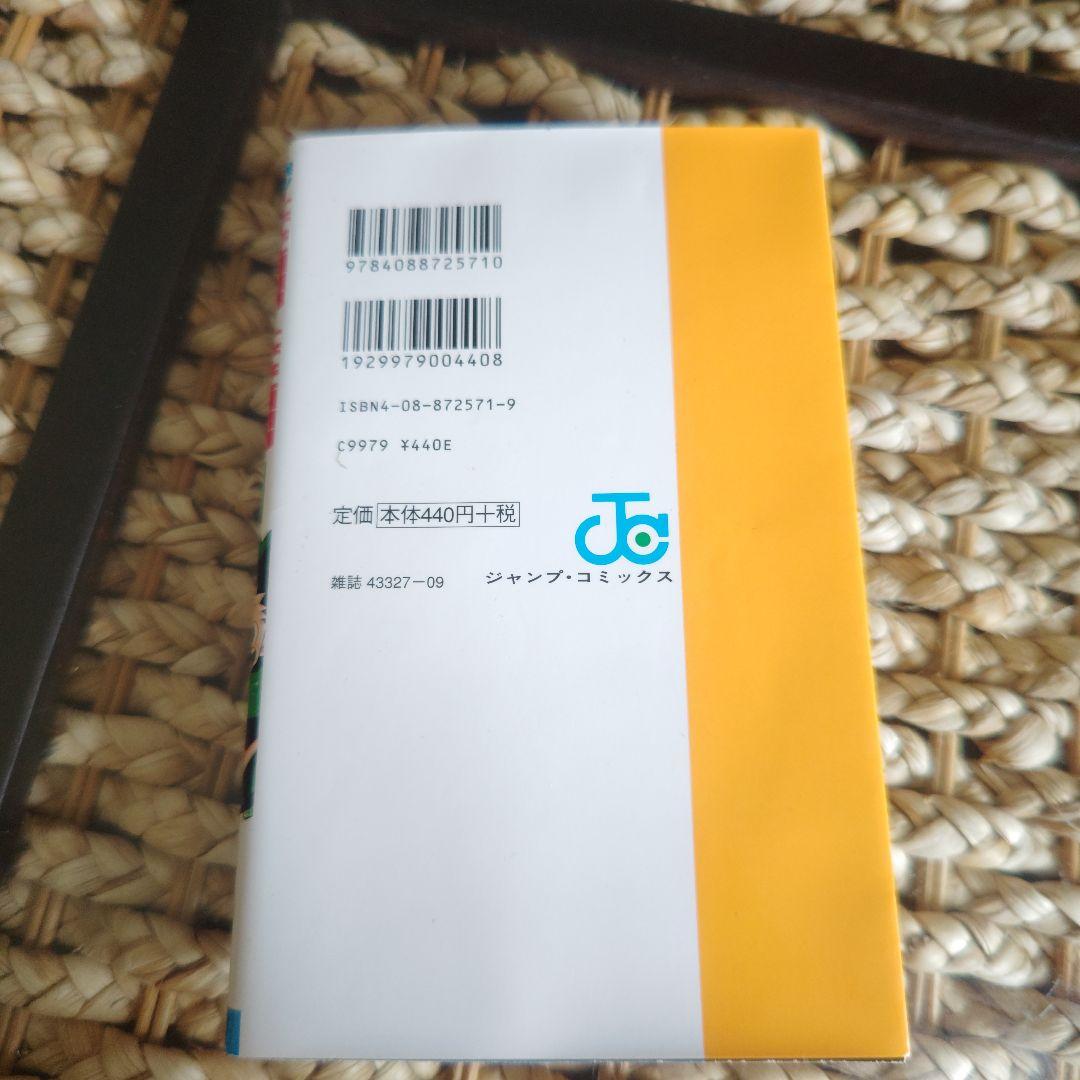 9784088725710
1929979004408
ISBN4-08-872571-9
C9979 ¥440E
定価 本体440円+税
雑誌 43327-09
JC
ジャンプ・コミックス